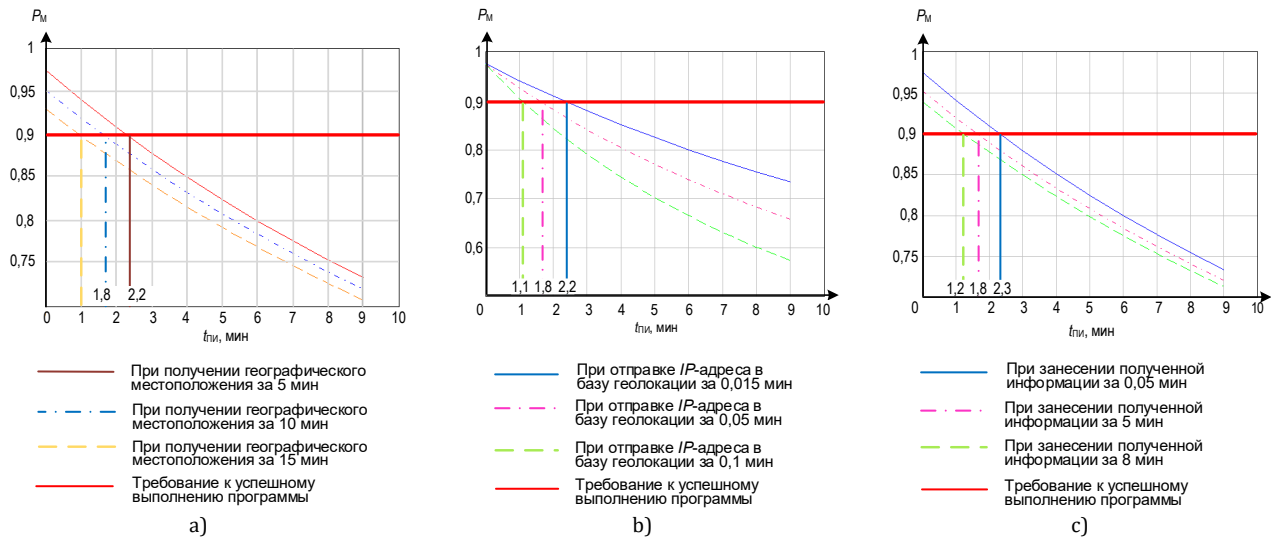 Pм
1
0,95
0,9
0,85
0,8
0,75
1,8
2,2
0 1 2 3 4 5 6 7 8 9 10
tПИ, мин
При получении географического
местоположения за 5 мин
При получении географического
местоположения за 10 мин
При получении географического
местоположения за 15 мин
Требование к успешному
выполнению программы
a)
Pм
1
0,9
0,8
0,7
0,6
1,1
1,8
2,2
0 1 2 3 4 5 6 7 8 9 10
tПИ, мин
При отправке IP-адреса в
базу геолокации за 0,015 мин
При отправке IP-адреса в
базу геолокации за 0,05 мин
При отправке IP-адреса в
базу геолокации за 0,1 мин
Требование к успешному
выполнению программы
b)
Pм
1
0,95
0,9
0,85
0,8
0,75
1,2
1,8
2,3
0 1 2 3 4 5 6 7 8 9 10
tПИ, мин
При занесении полученной
информации за 0,05 мин
При занесении полученной
информации за 5 мин
При занесении полученной
информации за 8 мин
Требование к успешному
выполнению программы
c)